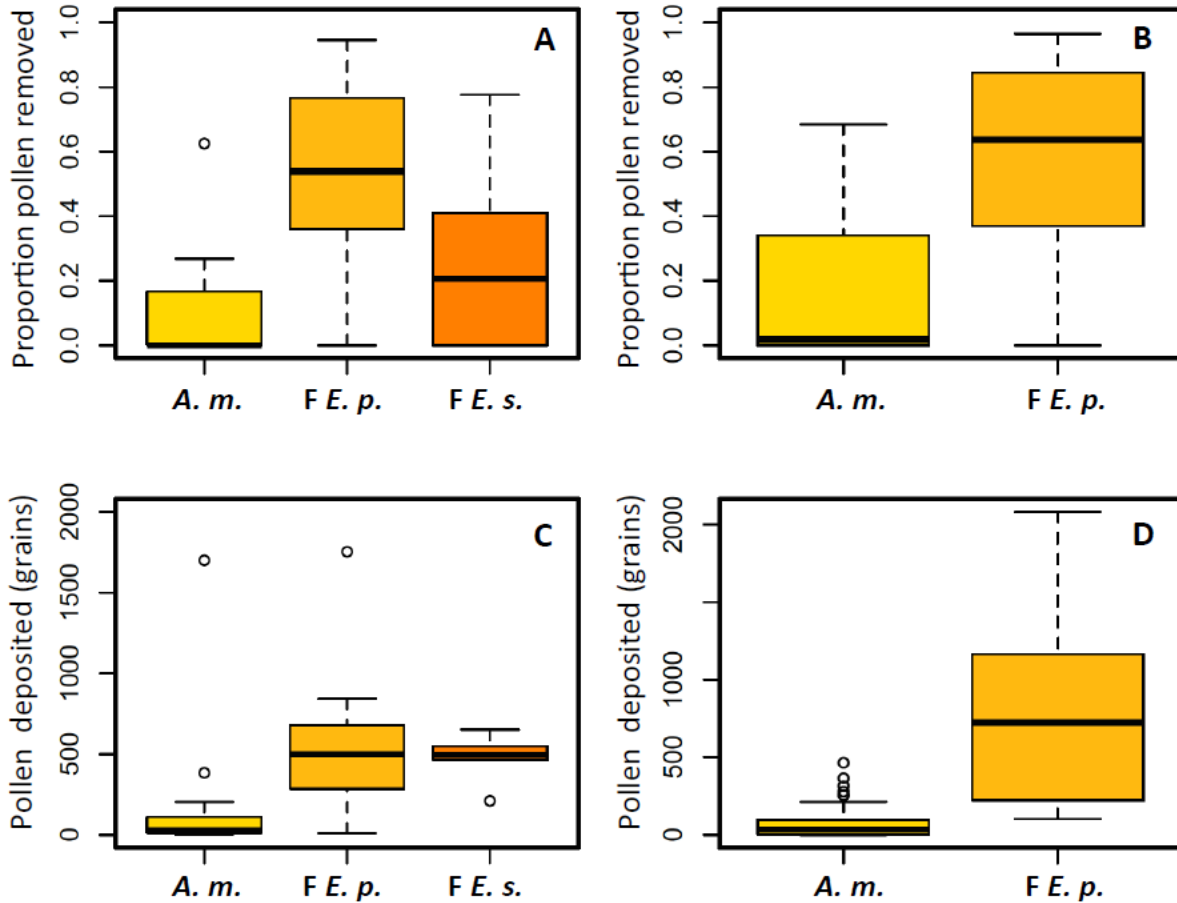 A
Proportion pollen removed
1.0
0.8
0.6
0.4
0.2
0.0
A. m.
F E. p.
F E. s.
B
Proportion pollen removed
1.0
0.8
0.6
0.4
0.2
0.0
A. m.
F E. p.
C
Pollen deposited (grains)
2000
1500
1000
500
0
A. m.
F E. p.
F E. s.
D
Pollen deposited (grains)
2000
1000
500
0
A. m.
F E. p.